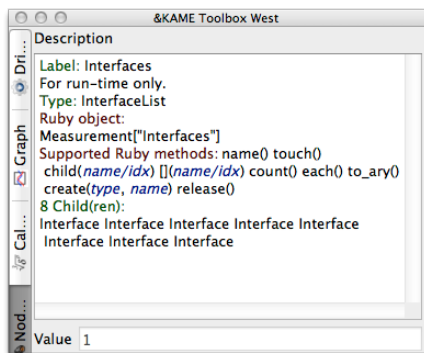 &KAME Toolbox West
Description
Dri...
Graph
Cal...
Nod...
Label: Interfaces
For run-time only.
Type: InterfaceList
Ruby object:
Measurement["Interfaces"]
Supported Ruby methods: name() touch()
child(name/idx) [](name/idx) count() each() to_ary()
create(type, name) release()
8 Child(ren):
Interface Interface Interface Interface Interface
Interface Interface Interface
Value 1